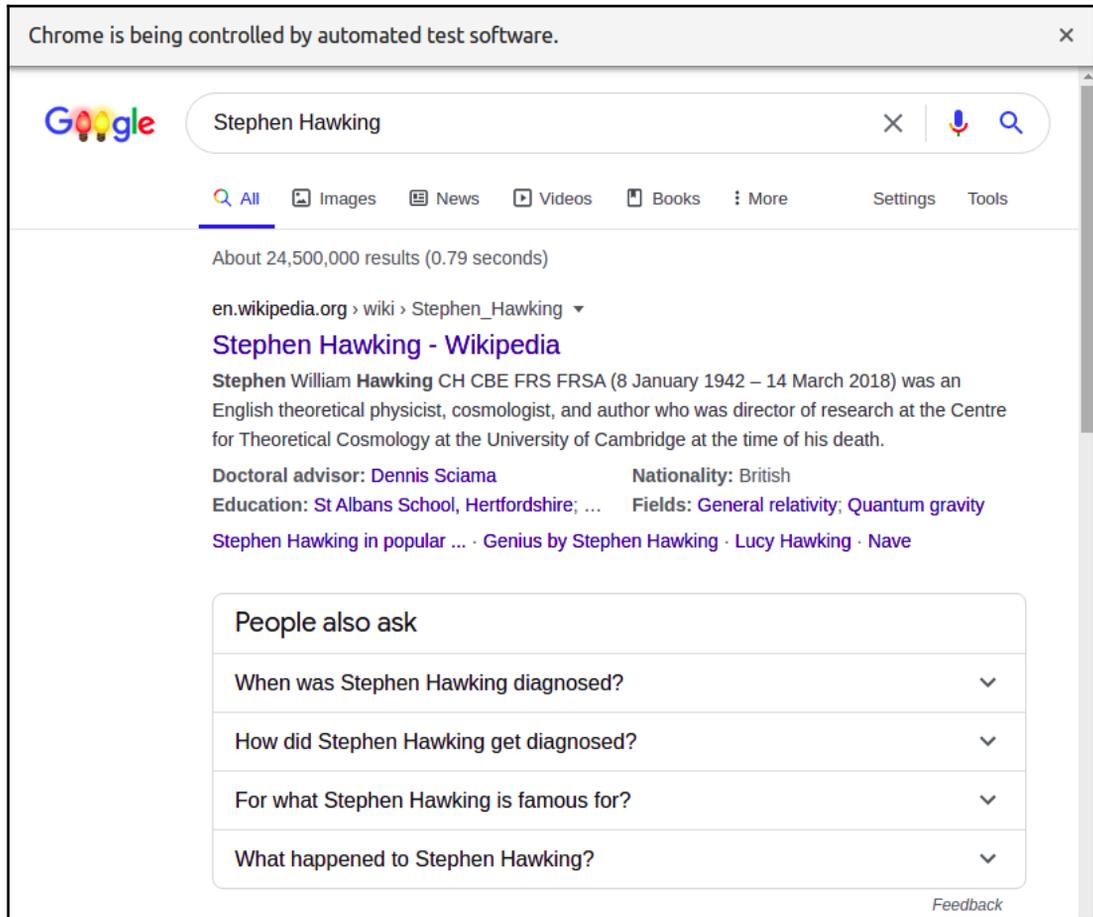 Chrome is being controlled by automated test software.
Google
Stephen Hawking
All Images News Videos Books More Settings Tools
About 24,500,000 results (0.79 seconds)
en.wikipedia.org › wiki › Stephen_Hawking
Stephen Hawking - Wikipedia
Stephen William Hawking CH CBE FRS FRSA (8 January 1942 – 14 March 2018) was an
English theoretical physicist, cosmologist, and author who was director of research at the Centre
for Theoretical Cosmology at the University of Cambridge at the time of his death.
Doctoral advisor: Dennis Sciama Nationality: British
Education: St Albans School, Hertfordshire; ... Fields: General relativity; Quantum gravity
Stephen Hawking in popular ... · Genius by Stephen Hawking · Lucy Hawking · Nave
People also ask
When was Stephen Hawking diagnosed?
How did Stephen Hawking get diagnosed?
For what Stephen Hawking is famous for?
What happened to Stephen Hawking?
Feedback